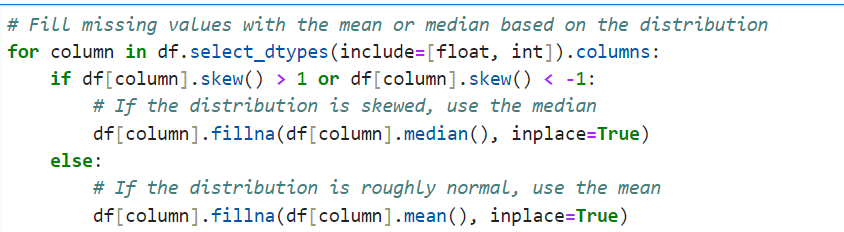 # Fill missing values with the mean or median based on the distribution
for column in df.select_dtypes(include=[float, int]).columns:
    if df[column].skew() > 1 or df[column].skew() < -1:
        # If the distribution is skewed, use the median
        df[column].fillna(df[column].median(), inplace=True)
    else:
        # If the distribution is roughly normal, use the mean
        df[column].fillna(df[column].mean(), inplace=True)